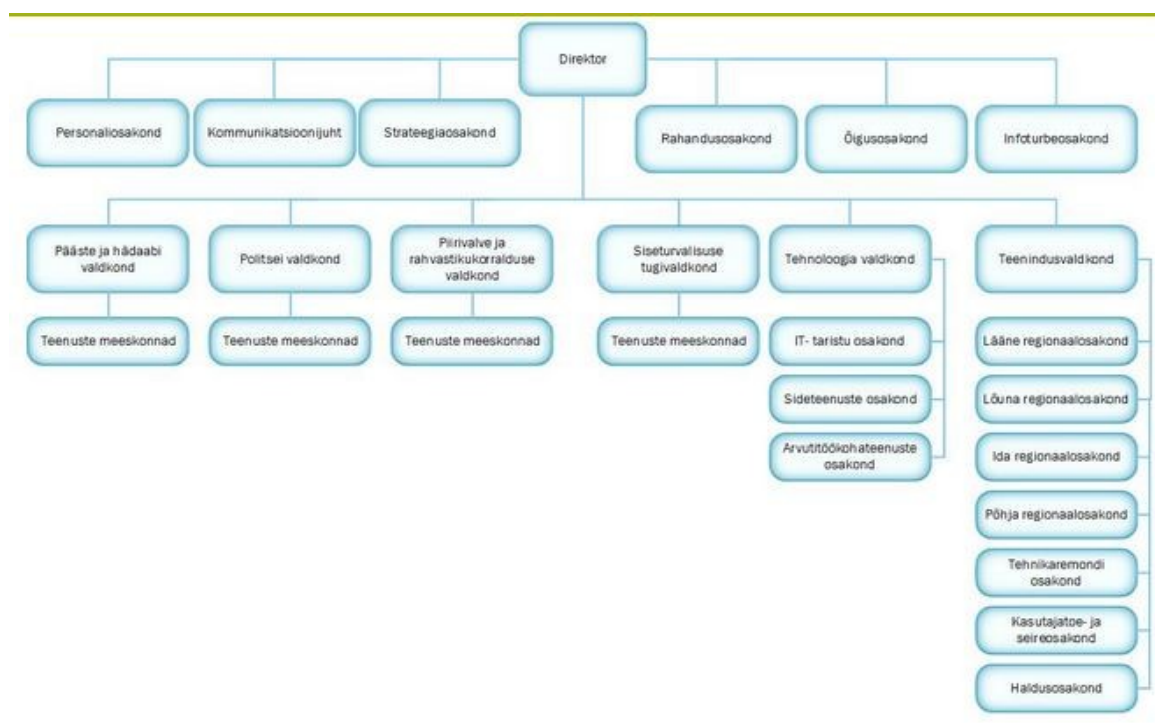 Direktor
Personaliosakond
Kommunikatsioonijuht
Strateegiaosakond
Rahandusosakond
Õigusosakond
Infoturbeosakond
Pääste ja hädaabi
valdkond
Politsei valdkond
Piirivalve ja
rahvastikukorralduse
valdkond
Siseturvalisuse
tugivaldkond
Tehnoloogia valdkond
Teenindusvaldkond
Teenuste meeskonnad
Teenuste meeskonnad
Teenuste meeskonnad
Teenuste meeskonnad
IT- taristu osakond
Sideteenuste osakond
Arvutitöökohateenuste
osakond
Lääne regionaalosakond
Lõuna regionaalosakond
Ida regionaalosakond
Põhja regionaalosakond
Tehnikaremondi
osakond
Kasutajatoe- ja
seireosakond
Haldusosakond